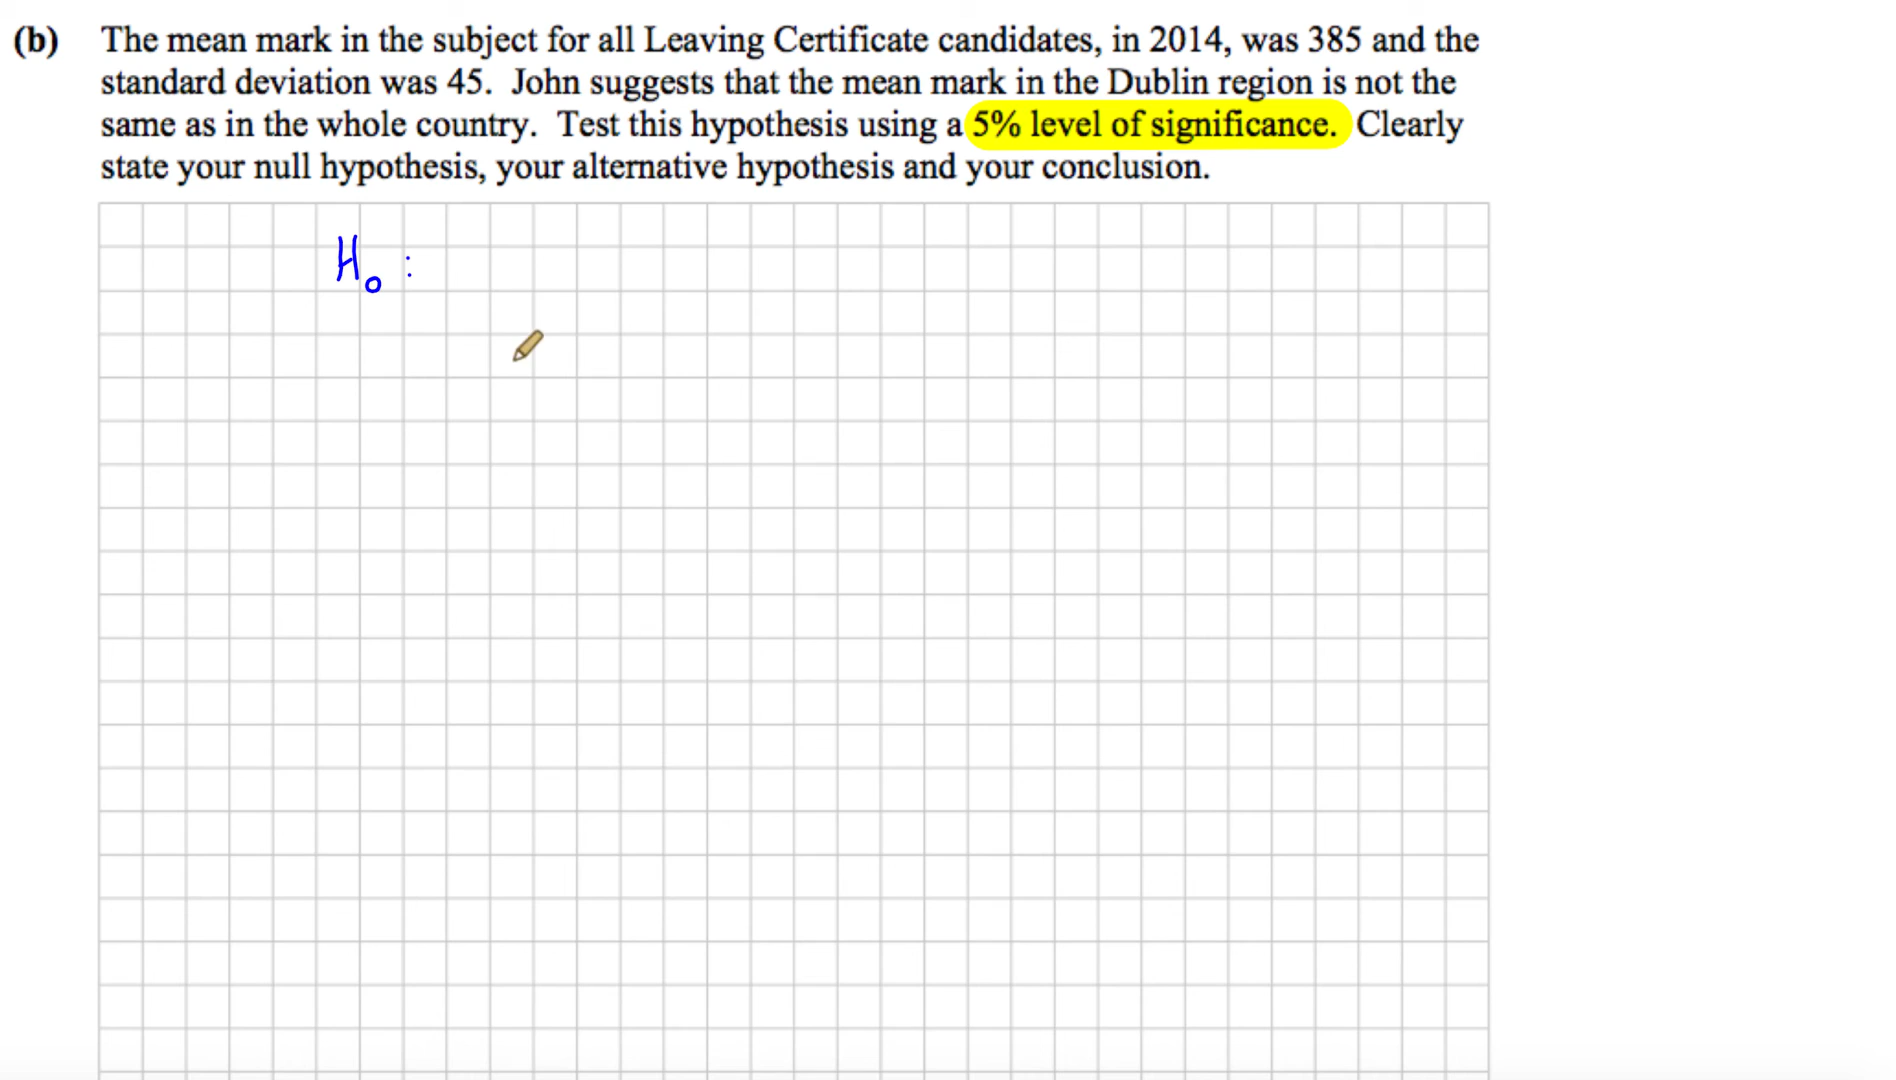 (b) The mean mark in the subject for all Leaving Certificate candidates, in 2014, was 385 and the
standard deviation was 45. John suggests that the mean mark in the Dublin region is not the
same as in the whole country. Test this hypothesis using a 5% level of significance. Clearly
state your null hypothesis, your alternative hypothesis and your conclusion.
H₀ :